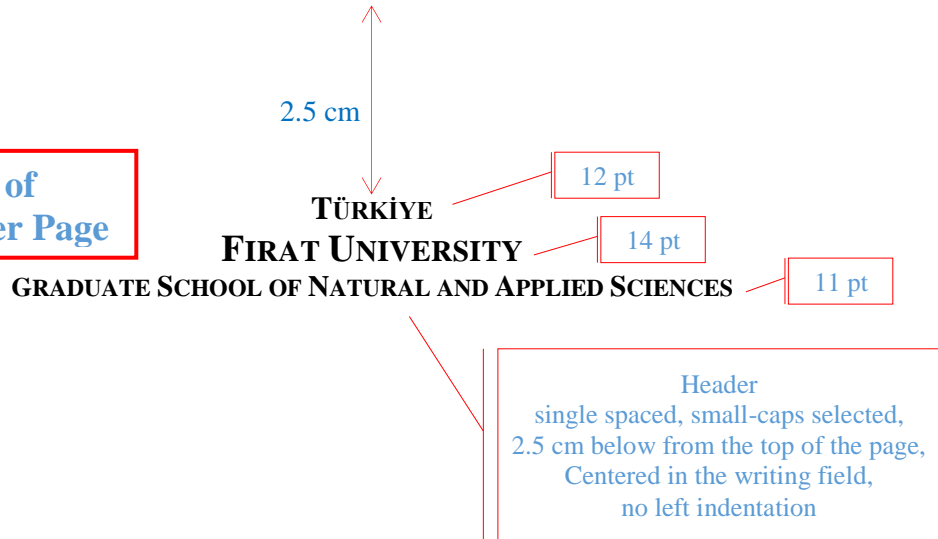 2.5 cm
12 pt
of
TÜRKİYE
er Page
FIRAT UNIVERSITY
14 pt
GRADUATE SCHOOL OF NATURAL AND APPLIED SCIENCES
11 pt
Header
single spaced, small-caps selected,
2.5 cm below from the top of the page,
Centered in the writing field,
no left indentation